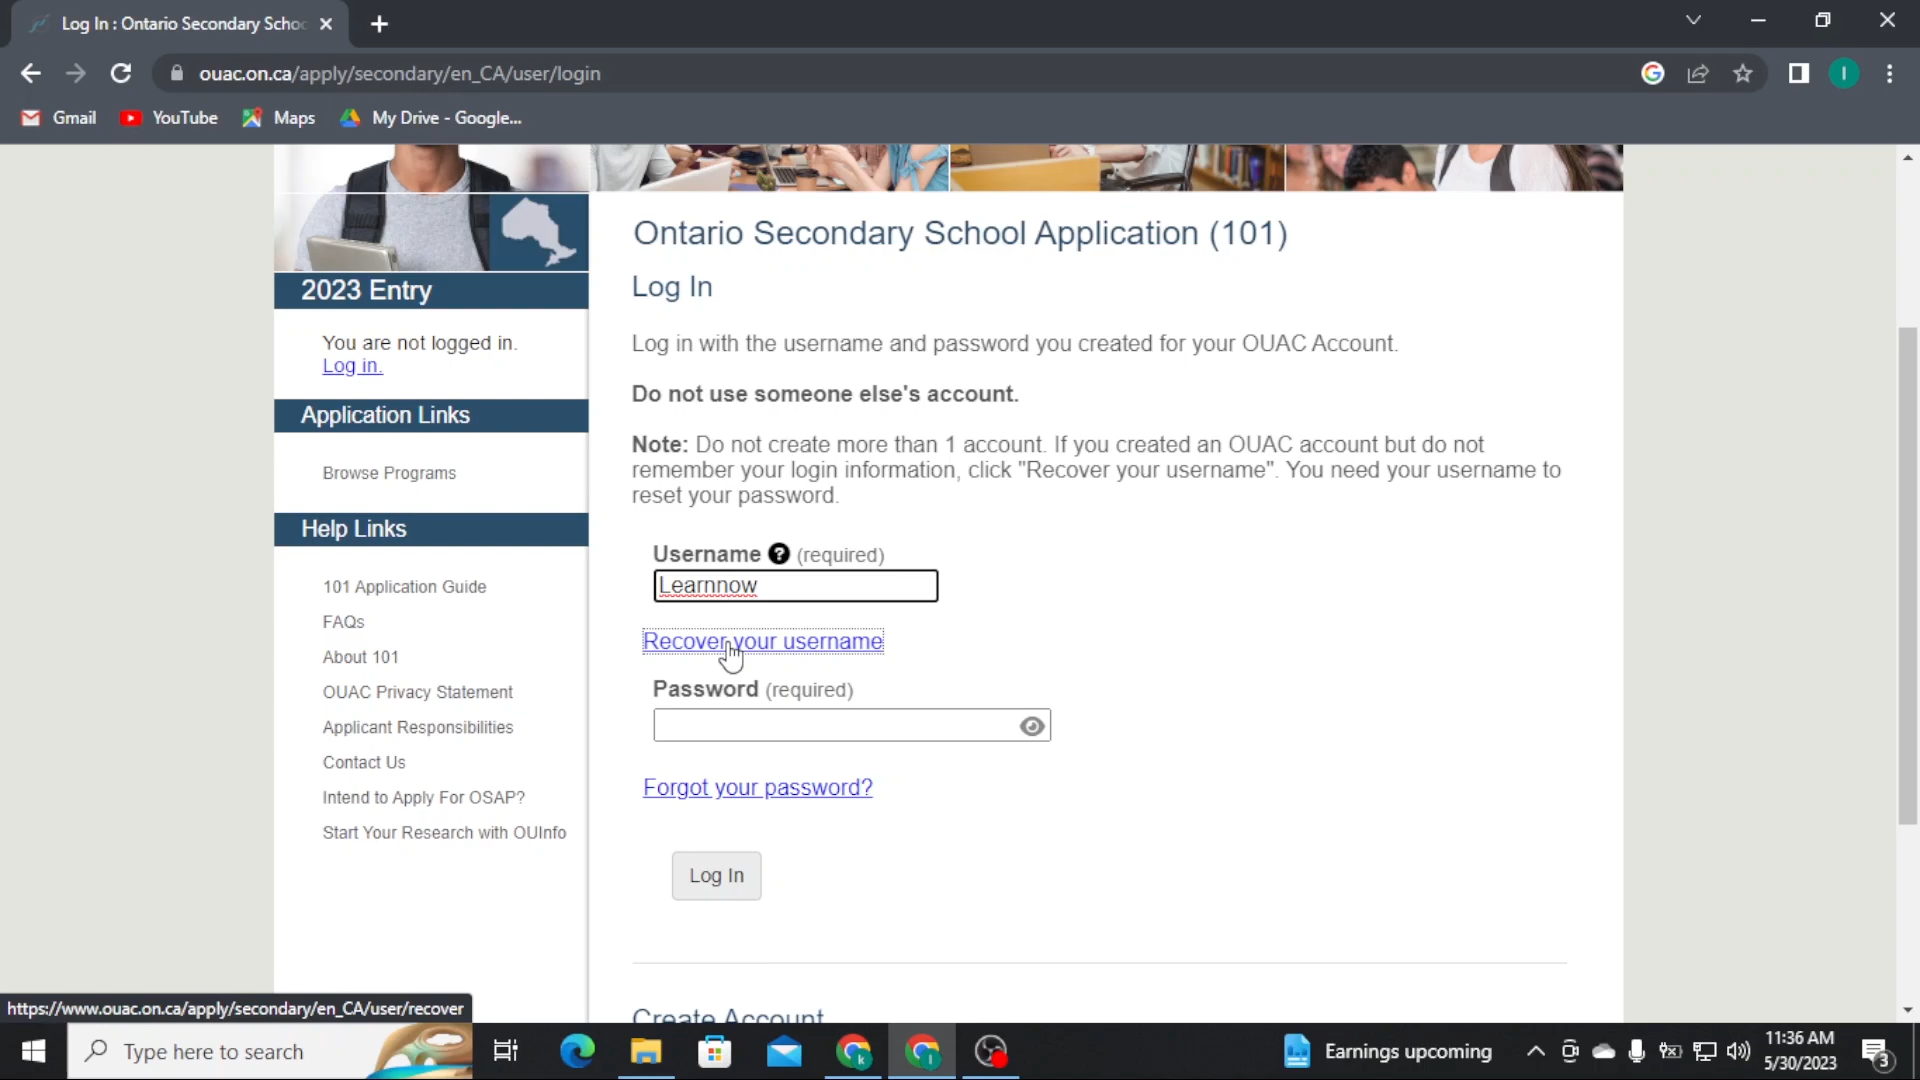 Log In : Ontario Secondary Schoo
ouac.on.ca/apply/secondary/en_CA/user/login
I
Gmail
YouTube
Maps
My Drive - Google...
2023 Entry
You are not logged in.
Log in.
Application Links
Browse Programs
Help Links
101 Application Guide
FAQs
About 101
OUAC Privacy Statement
Applicant Responsibilities
Contact Us
Intend to Apply For OSAP?
Start Your Research with OUInfo
Ontario Secondary School Application (101)
Log In
Log in with the username and password you created for your OUAC Account.
Do not use someone else's account.
Note: Do not create more than 1 account. If you created an OUAC account but do not
remember your login information, click "Recover your username". You need your username to
reset your password.
Username ? (required)
Learnnow
Recover your username
Password (required)
Forgot your password?
Log In
Create Account
https://www.ouac.on.ca/apply/secondary/en_CA/user/recover
Type here to search
k
I
Earnings upcoming
11:36 AM
5/30/2023
3